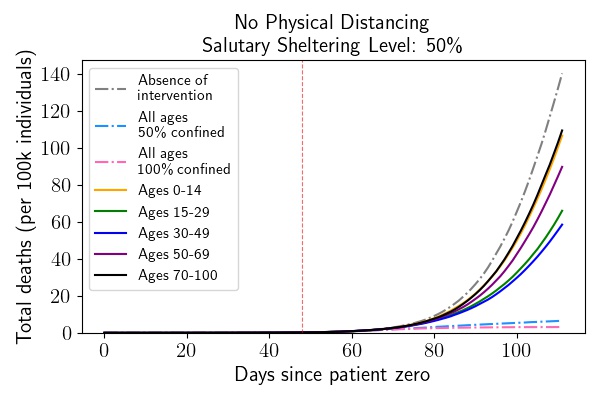 No Physical Distancing
Salutary Sheltering Level: 50%
Total deaths (per 100k individuals)
140
120
100
80
60
40
20
0
Absence of
intervention
All ages
50% confined
All ages
100% confined
Ages 0-14
Ages 15-29
Ages 30-49
Ages 50-69
Ages 70-100
0 20 40 60 80 100
Days since patient zero